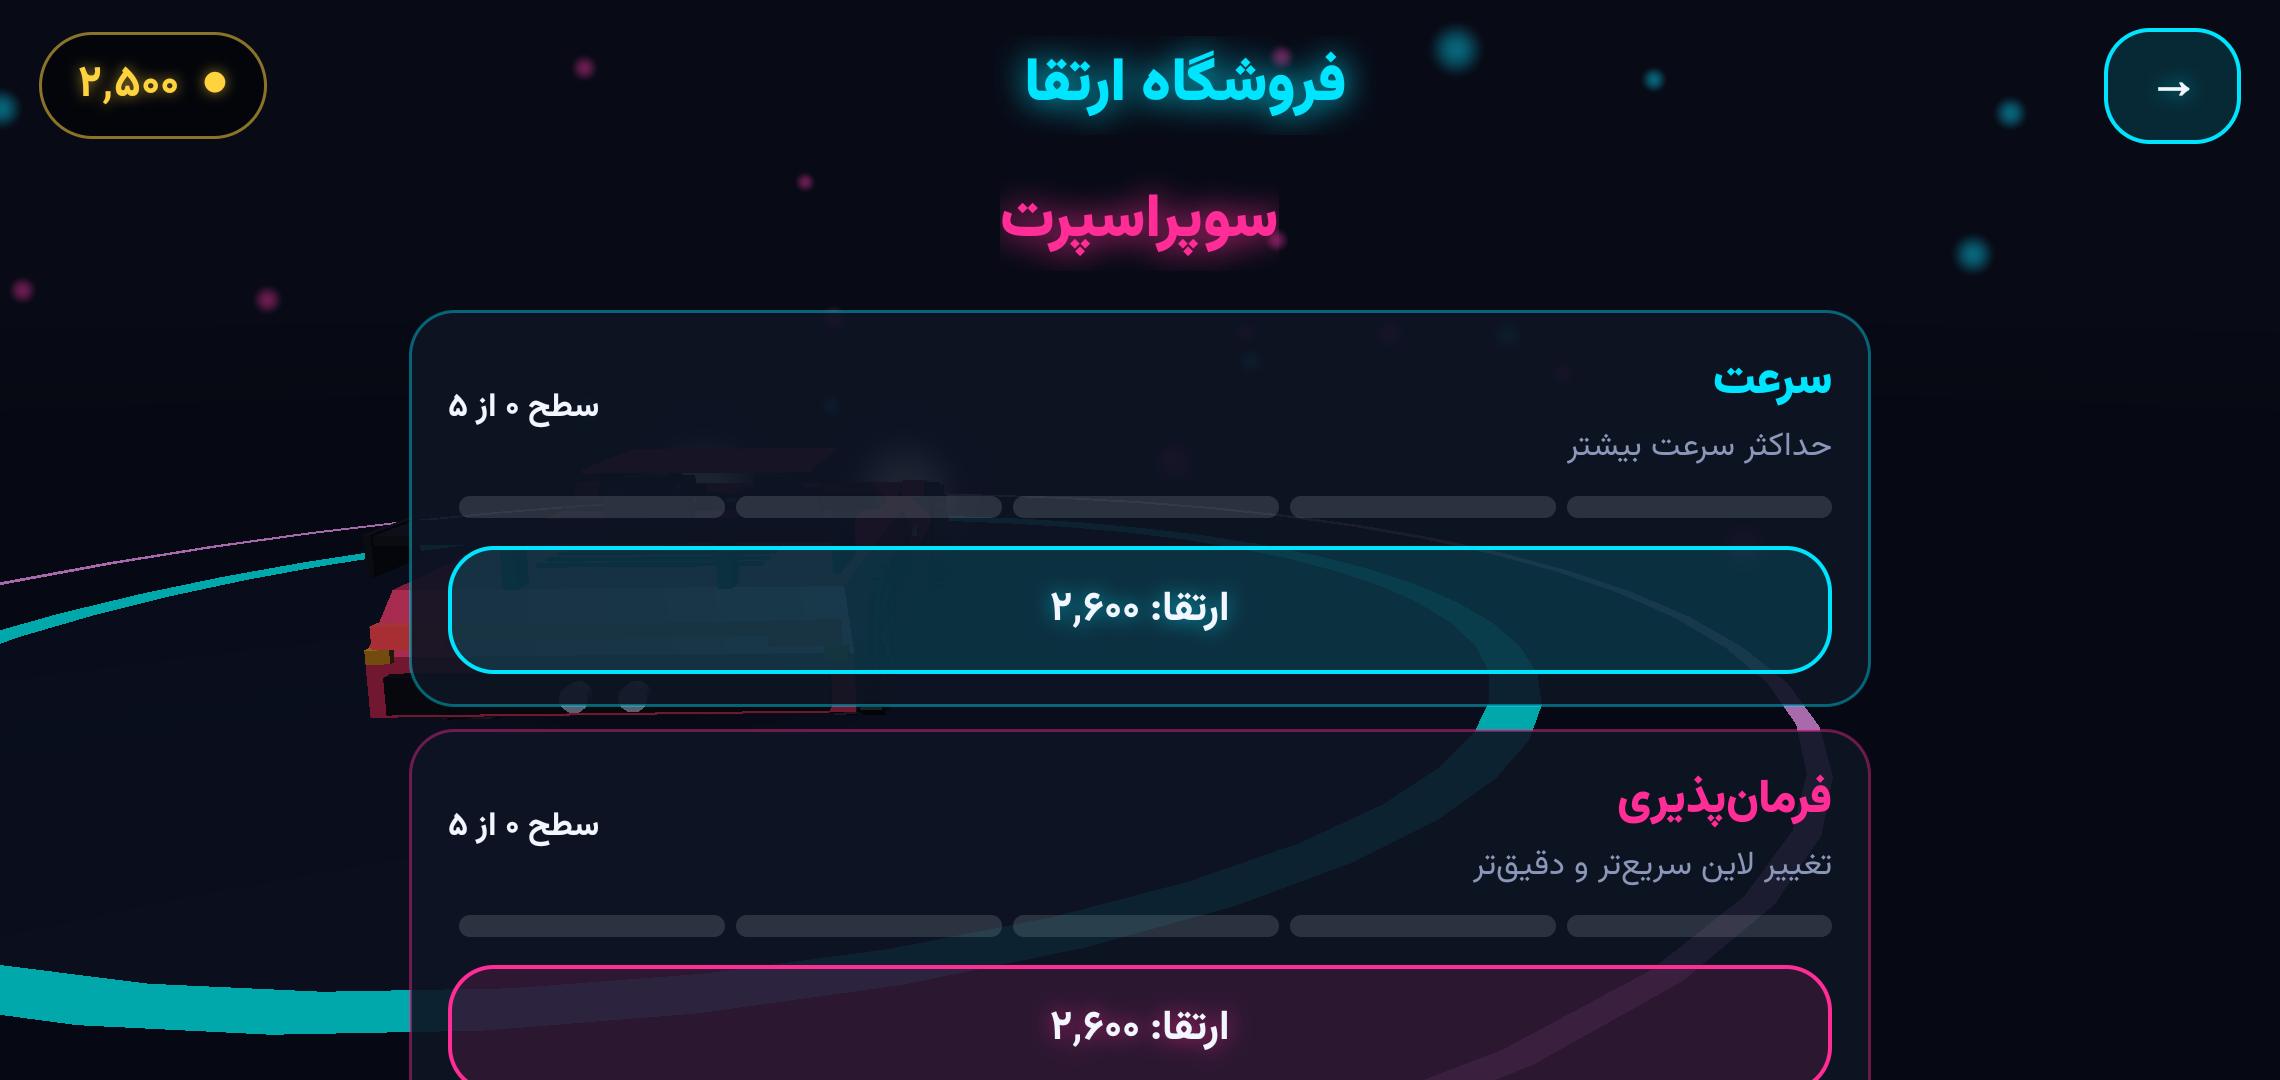 →
فروشگاه ارتقا
۲,۵۰۰
سوپراسپرت
سرعت
حداکثر سرعت بیشتر
سطح ۰ از ۵
ارتقا: ۲,۶۰۰
فرمان‌پذیری
تغییر لاین سریع‌تر و دقیق‌تر
سطح ۰ از ۵
ارتقا: ۲,۶۰۰